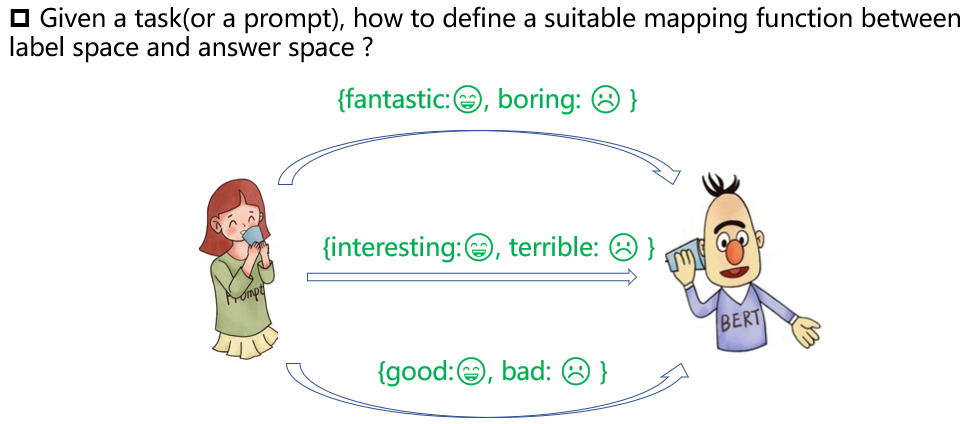 Given a task(or a prompt), how to define a suitable mapping function between
label space and answer space ?
{fantastic:😄, boring: ☹ }
{interesting:😄, terrible: ☹ }
Prompt
BERT
{good:😄, bad: ☹ }